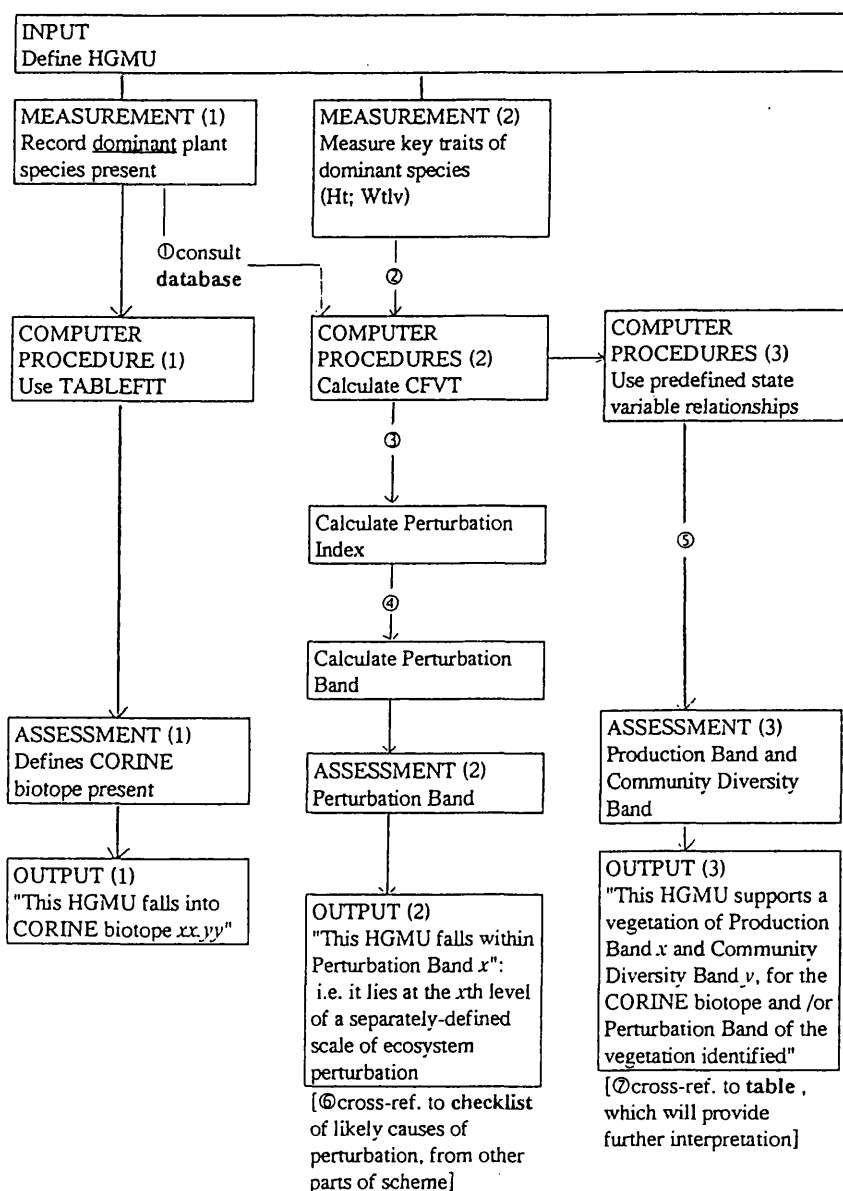 INPUT
Define HGMU
MEASUREMENT (1)
Record dominant plant
species present
MEASUREMENT (2)
Measure key traits of
dominant species
(Ht; Wtlv)
①consult
database
②
COMPUTER
PROCEDURE (1)
Use TABLEFIT
COMPUTER
PROCEDURES (2)
Calculate CFVT
COMPUTER
PROCEDURES (3)
Use predefined state
variable relationships
③
Calculate Perturbation
Index
④
Calculate Perturbation
Band
⑤
ASSESSMENT (1)
Defines CORINE
biotope present
ASSESSMENT (2)
Perturbation Band
ASSESSMENT (3)
Production Band and
Community Diversity
Band
OUTPUT (1)
"This HGMU falls into
CORINE biotope xx.yy"
OUTPUT (2)
"This HGMU falls within
Perturbation Band x":
i.e. it lies at the xth level
of a separately-defined
scale of ecosystem
perturbation
[⑥cross-ref. to checklist
of likely causes of
perturbation, from other
parts of scheme]
OUTPUT (3)
"This HGMU supports a
vegetation of Production
Band x and Community
Diversity Band y, for the
CORINE biotope and /or
Perturbation Band of the
vegetation identified"
[⑦cross-ref. to table ,
which will provide
further interpretation]